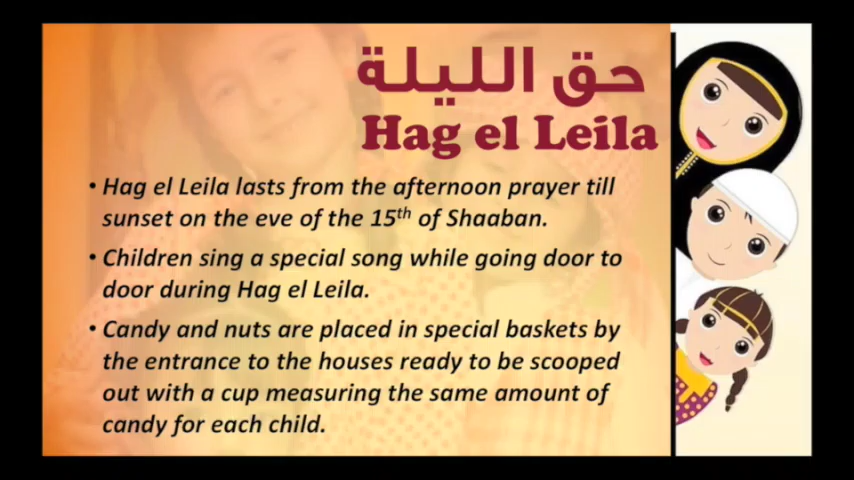 حق الليلة
Hag el Leila
• Hag el Leila lasts from the afternoon prayer till
sunset on the eve of the 15th of Shaaban.
• Children sing a special song while going door to
door during Hag el Leila.
• Candy and nuts are placed in special baskets by
the entrance to the houses ready to be scooped
out with a cup measuring the same amount of
candy for each child.